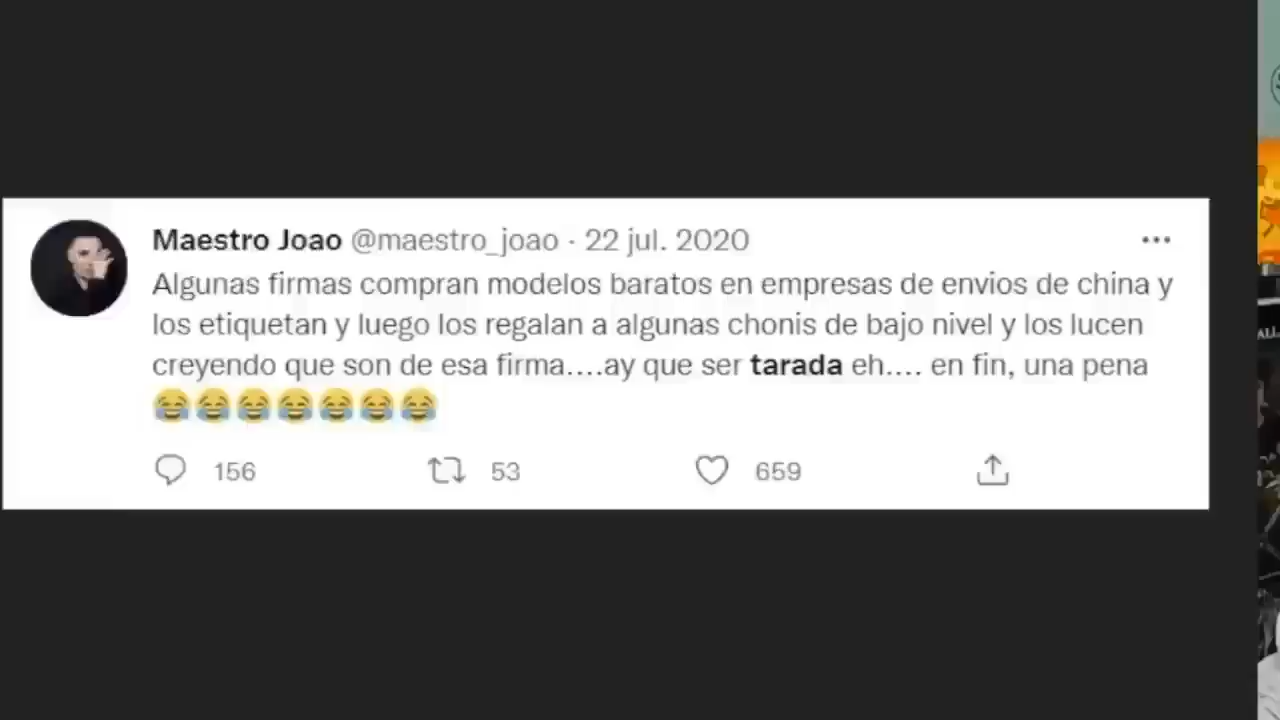 Maestro Joao @maestro_joao · 22 jul. 2020
Algunas firmas compran modelos baratos en empresas de envios de china y
los etiquetan y luego los regalan a algunas chonis de bajo nivel y los lucen
creyendo que son de esa firma....ay que ser tarada eh.... en fin, una pena
😂😂😂😂😂😂😂
156 53 659